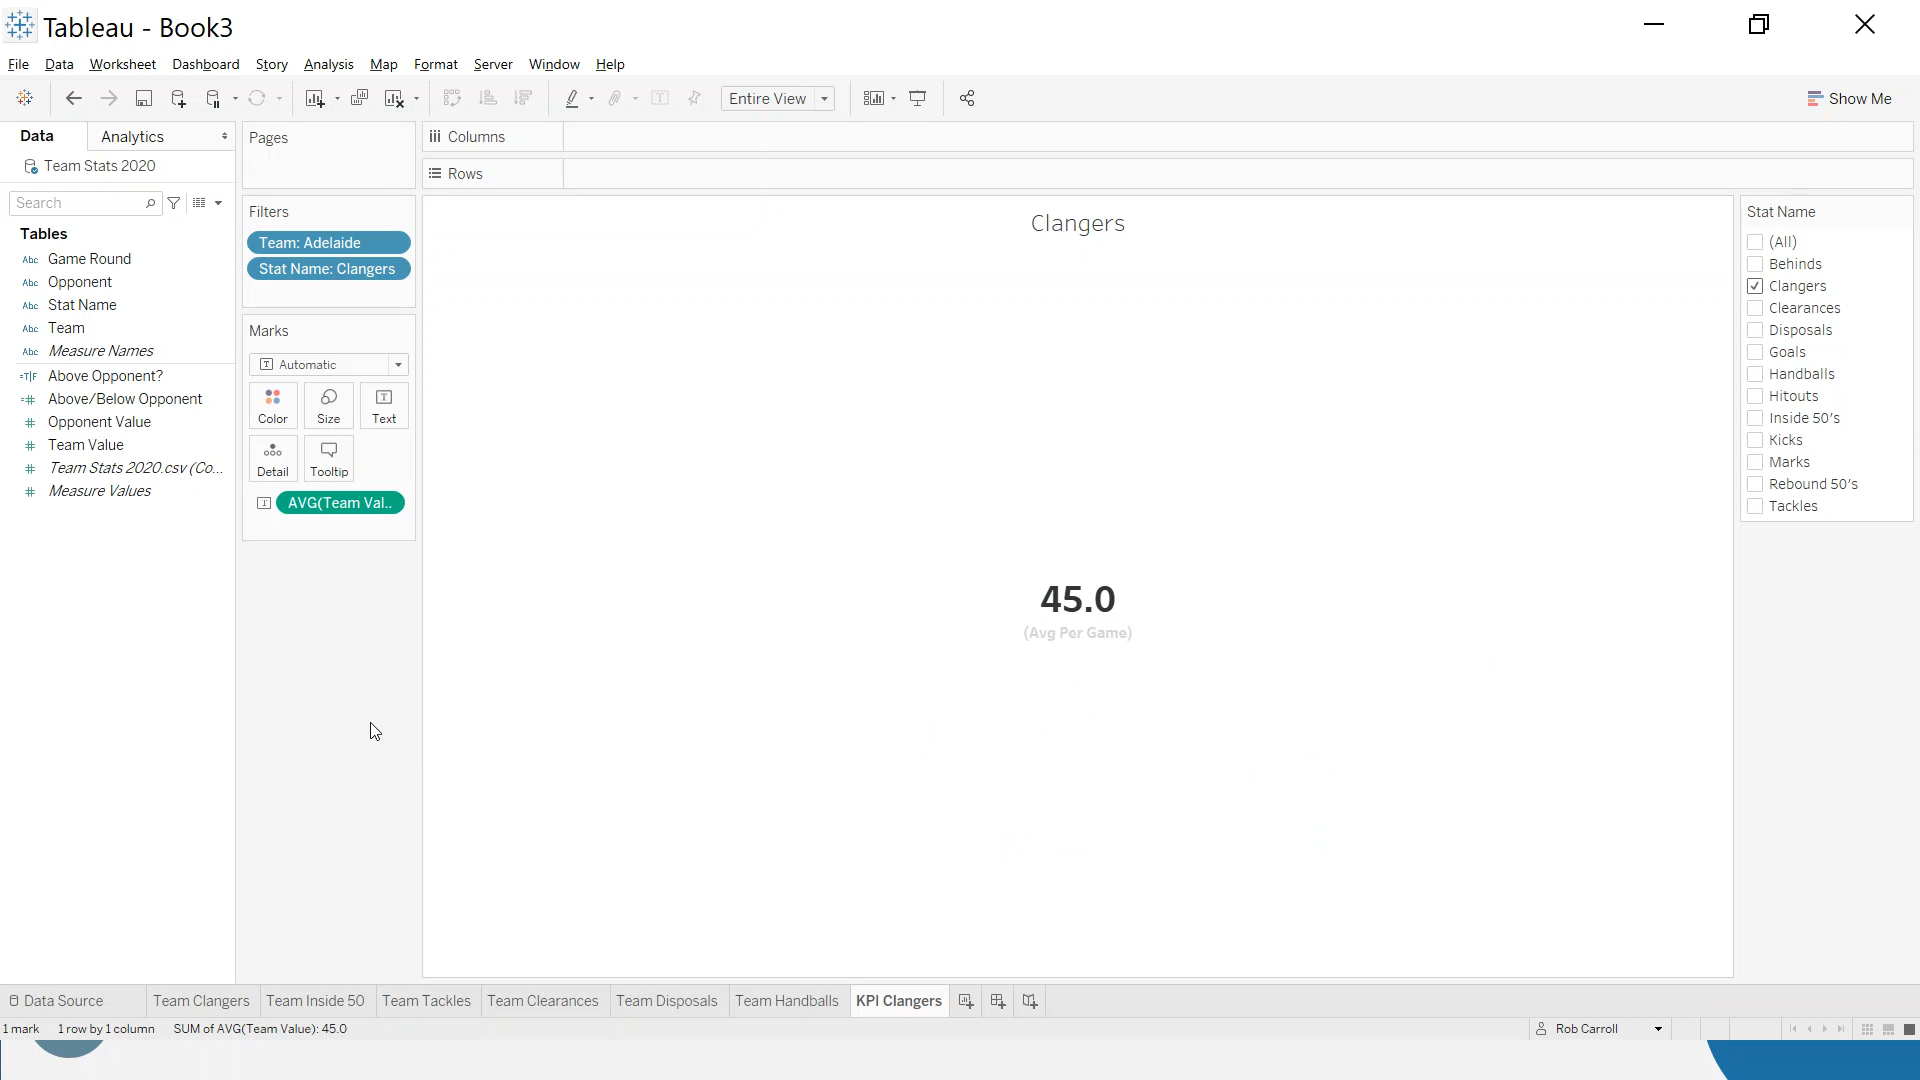 Tableau - Book3
File Data Worksheet Dashboard Story Analysis Map Format Server Window Help
Entire View
Show Me
Data Analytics
Team Stats 2020
Search
Tables
Abc Game Round
Abc Opponent
Abc Stat Name
Abc Team
Abc Measure Names
=T|F Above Opponent?
=# Above/Below Opponent
# Opponent Value
# Team Value
# Team Stats 2020.csv (Co...
# Measure Values
Pages
Filters
Team: Adelaide
Stat Name: Clangers
Marks
T Automatic
Color Size Text
Detail Tooltip
T AVG(Team Val..
Columns
Rows
Clangers
45.0
(Avg Per Game)
Stat Name
(All)
Behinds
Clangers
Clearances
Disposals
Goals
Handballs
Hitouts
Inside 50's
Kicks
Marks
Rebound 50's
Tackles
Data Source Team Clangers Team Inside 50 Team Tackles Team Clearances Team Disposals Team Handballs KPI Clangers
1 mark 1 row by 1 column SUM of AVG(Team Value): 45.0 Rob Carroll